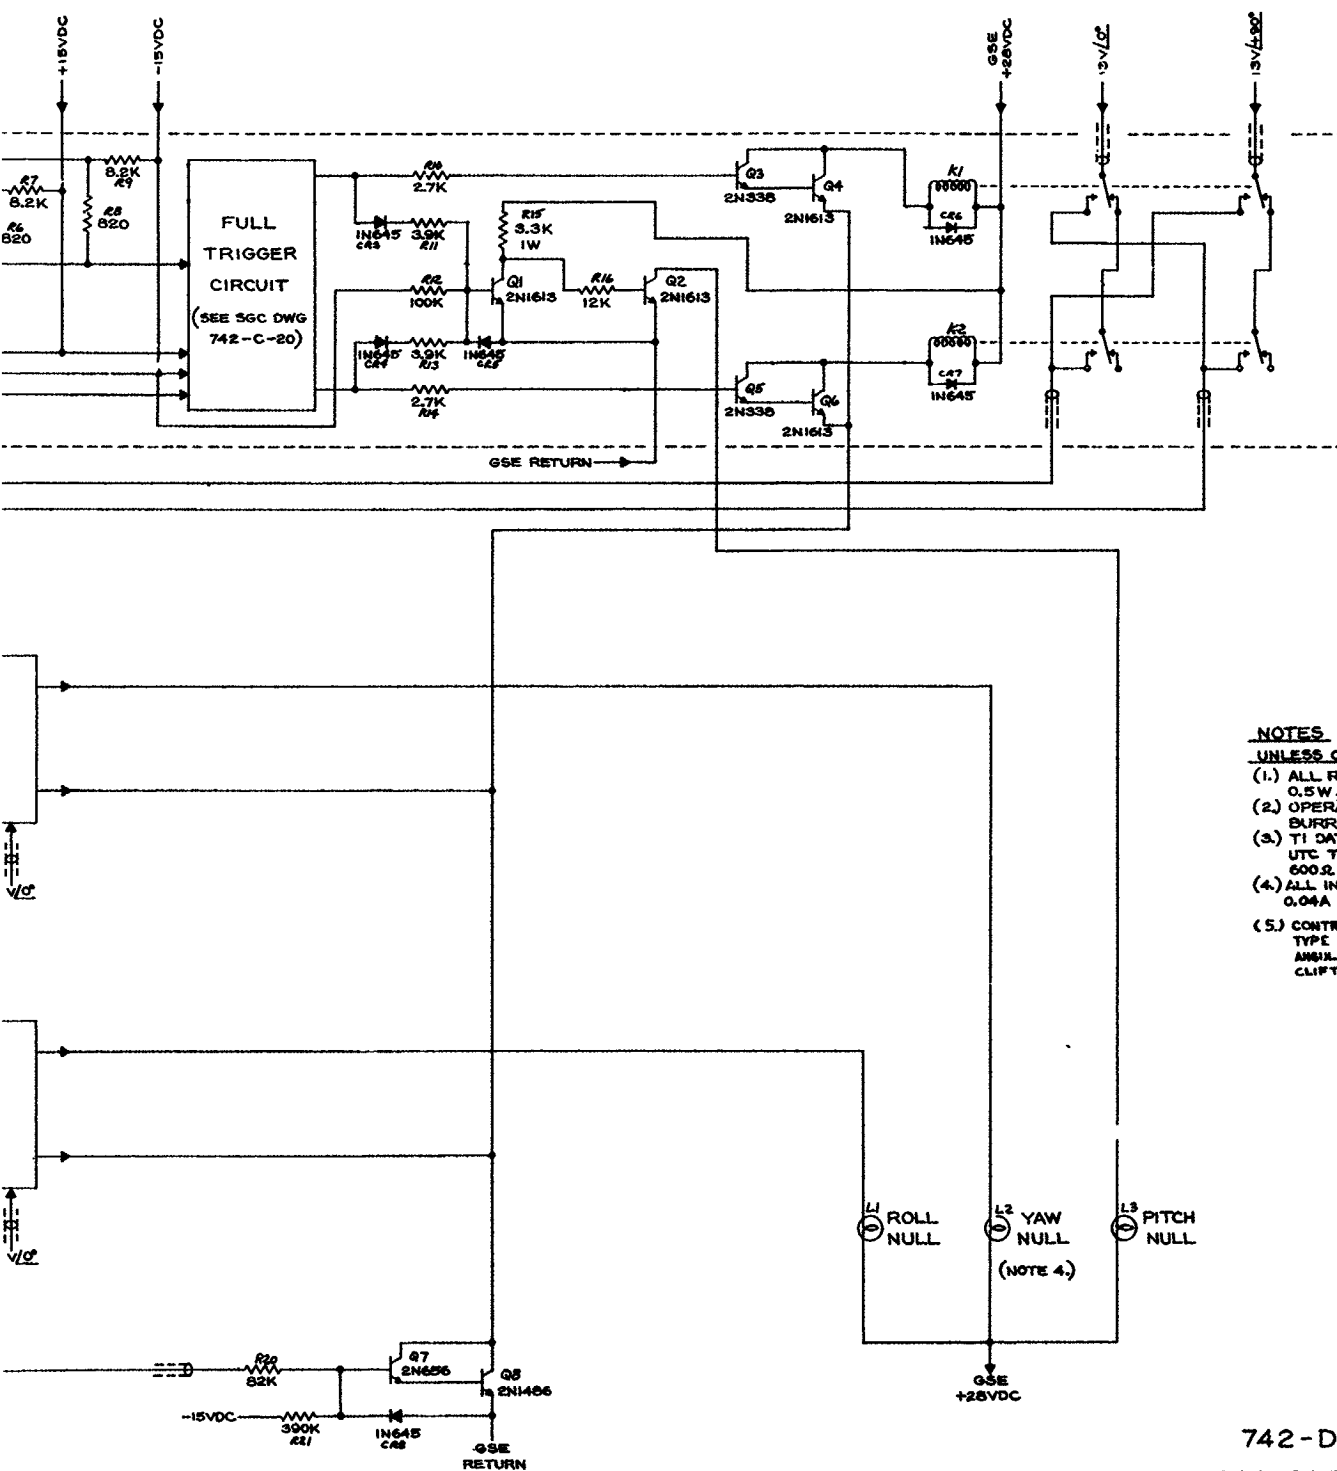 +15VDC
-15VDC
GSE
+28VDC
13V/0°
13V/+90°
R7
8.2K
R6
820
8.2K
R9
R8
820
FULL
TRIGGER
CIRCUIT
(SEE SGC DWG
742-C-20)
R10
2.7K
1N645
CR3
3.9K
R11
R12
100K
1N645
CR4
3.9K
R13
1N645
CR5
2.7K
R14
R15
3.3K
1W
Q1
2N1613
R16
12K
Q2
2N1613
Q3
2N338
Q4
2N1613
Q5
2N338
Q6
2N1613
K1
CR6
1N645
K2
CR7
1N645
GSE RETURN
V/0°
V/0°
NOTES
UNLESS
(1.) ALL
0.5W
(2.)
(3.) TI
UTC
600Ω
(4.) ALL
0.04A
(5.)
TYPE
L1
ROLL
NULL
L2
YAW
NULL
(NOTE 4.)
L3
PITCH
NULL
GSE
+28VDC
R20
82K
Q7
2N656
Q8
2N1486
-15VDC
390K
R21
1N645
CR8
GSE
RETURN
742-D